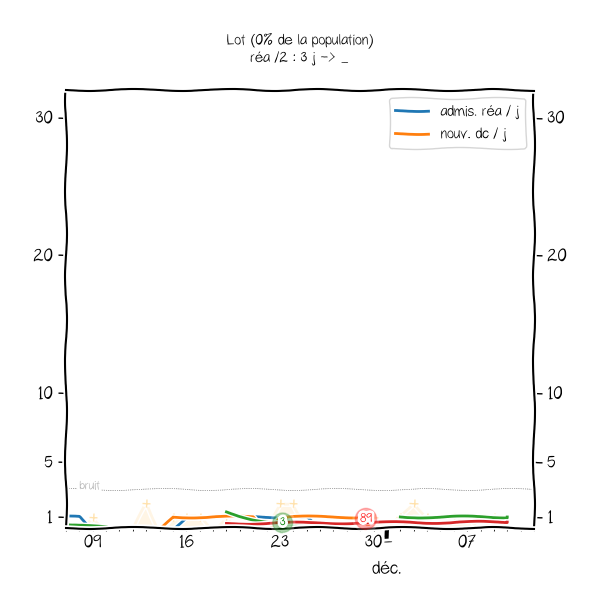 Lot (0% de la population)
réa /2 : 3 j -> _
admis. réa / j
nouv. dc / j
30 30
20 20
10 10
5 5
bruit
1 1
3 89
09 16 23 30 07
déc.